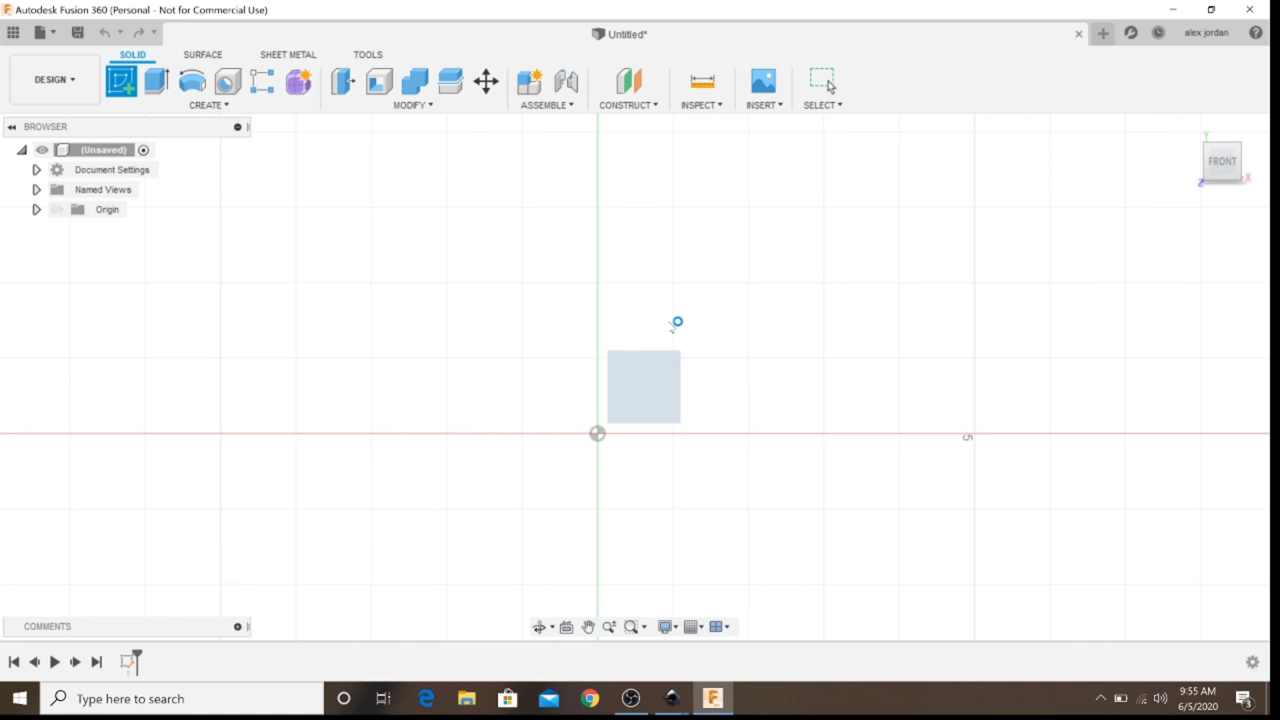 Autodesk Fusion 360 (Personal - Not for Commercial Use)
Untitled*
alex jordan
SOLID SURFACE SHEET METAL TOOLS
DESIGN
CREATE MODIFY ASSEMBLE CONSTRUCT INSPECT INSERT SELECT
BROWSER
(Unsaved)
Document Settings
Named Views
Origin
Y
FRONT
X
Z
5
COMMENTS
Type here to search
9:55 AM
6/5/2020
3